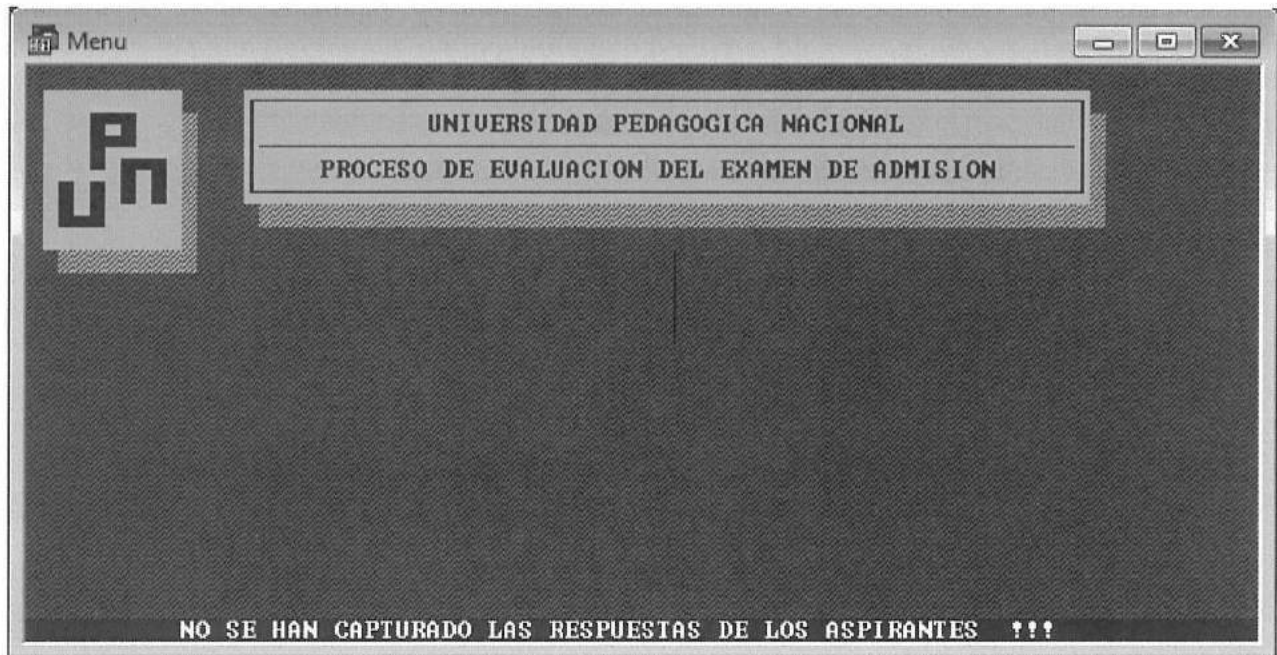 Menu
UPN
UNIVERSIDAD PEDAGOGICA NACIONAL
PROCESO DE EVALUACION DEL EXAMEN DE ADMISION
NO SE HAN CAPTURADO LAS RESPUESTAS DE LOS ASPIRANTES !!!